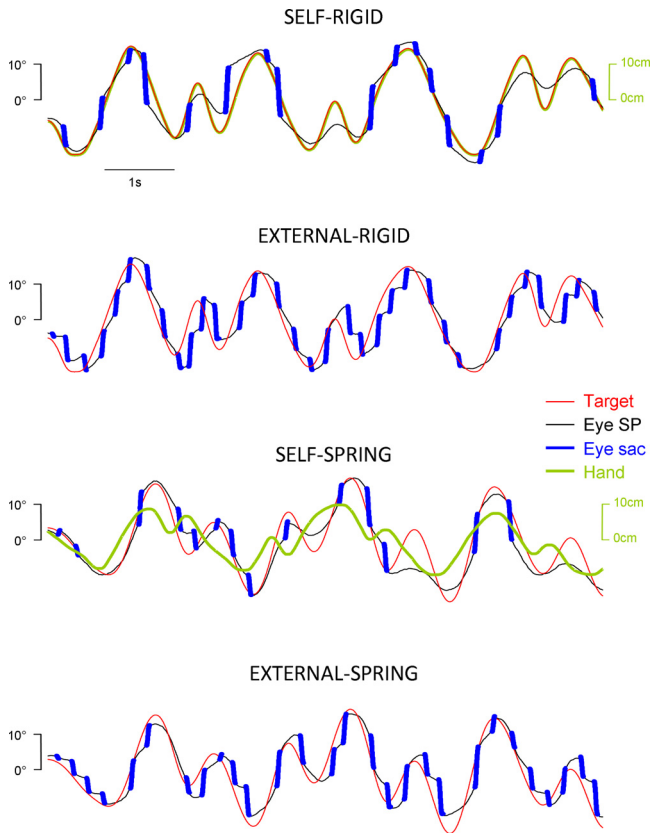 SELF-RIGID
10°
0°
10cm
0cm
1s
EXTERNAL-RIGID
10°
0°
Target
Eye SP
Eye sac
Hand
SELF-SPRING
10°
0°
10cm
0cm
EXTERNAL-SPRING
10°
0°